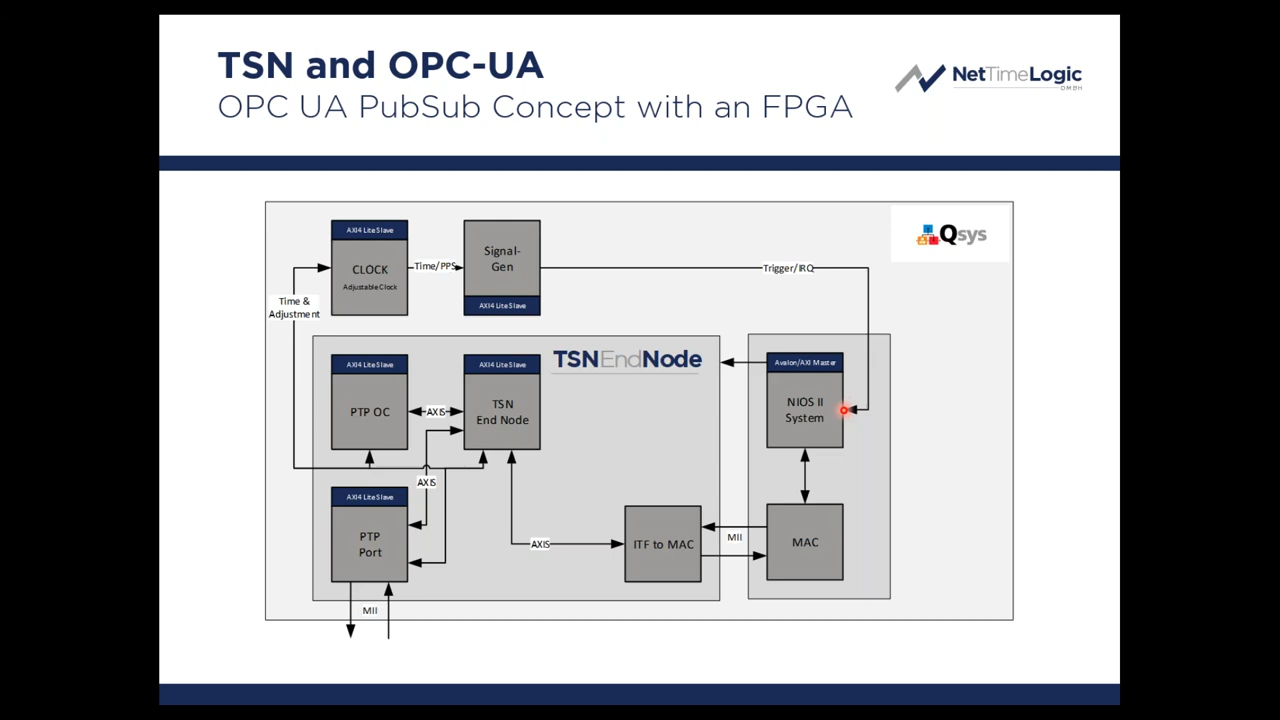 TSN and OPC-UA
OPC UA PubSub Concept with an FPGA
NetTimeLogic
GMBH
AXI4 Lite Slave
CLOCK
Adjustable Clock
Time/PPS
Signal-
Gen
AXI4 Lite Slave
Trigger/IRQ
Qsys
Time &
Adjustment
TSNEndNode
AXI4 Lite Slave
PTP OC
AXIS
AXI4 Lite Slave
TSN
End Node
Avalon/AXI Master
NIOS II
System
AXIS
AXI4 Lite Slave
PTP
Port
AXIS
ITF to MAC
MII
MAC
MII